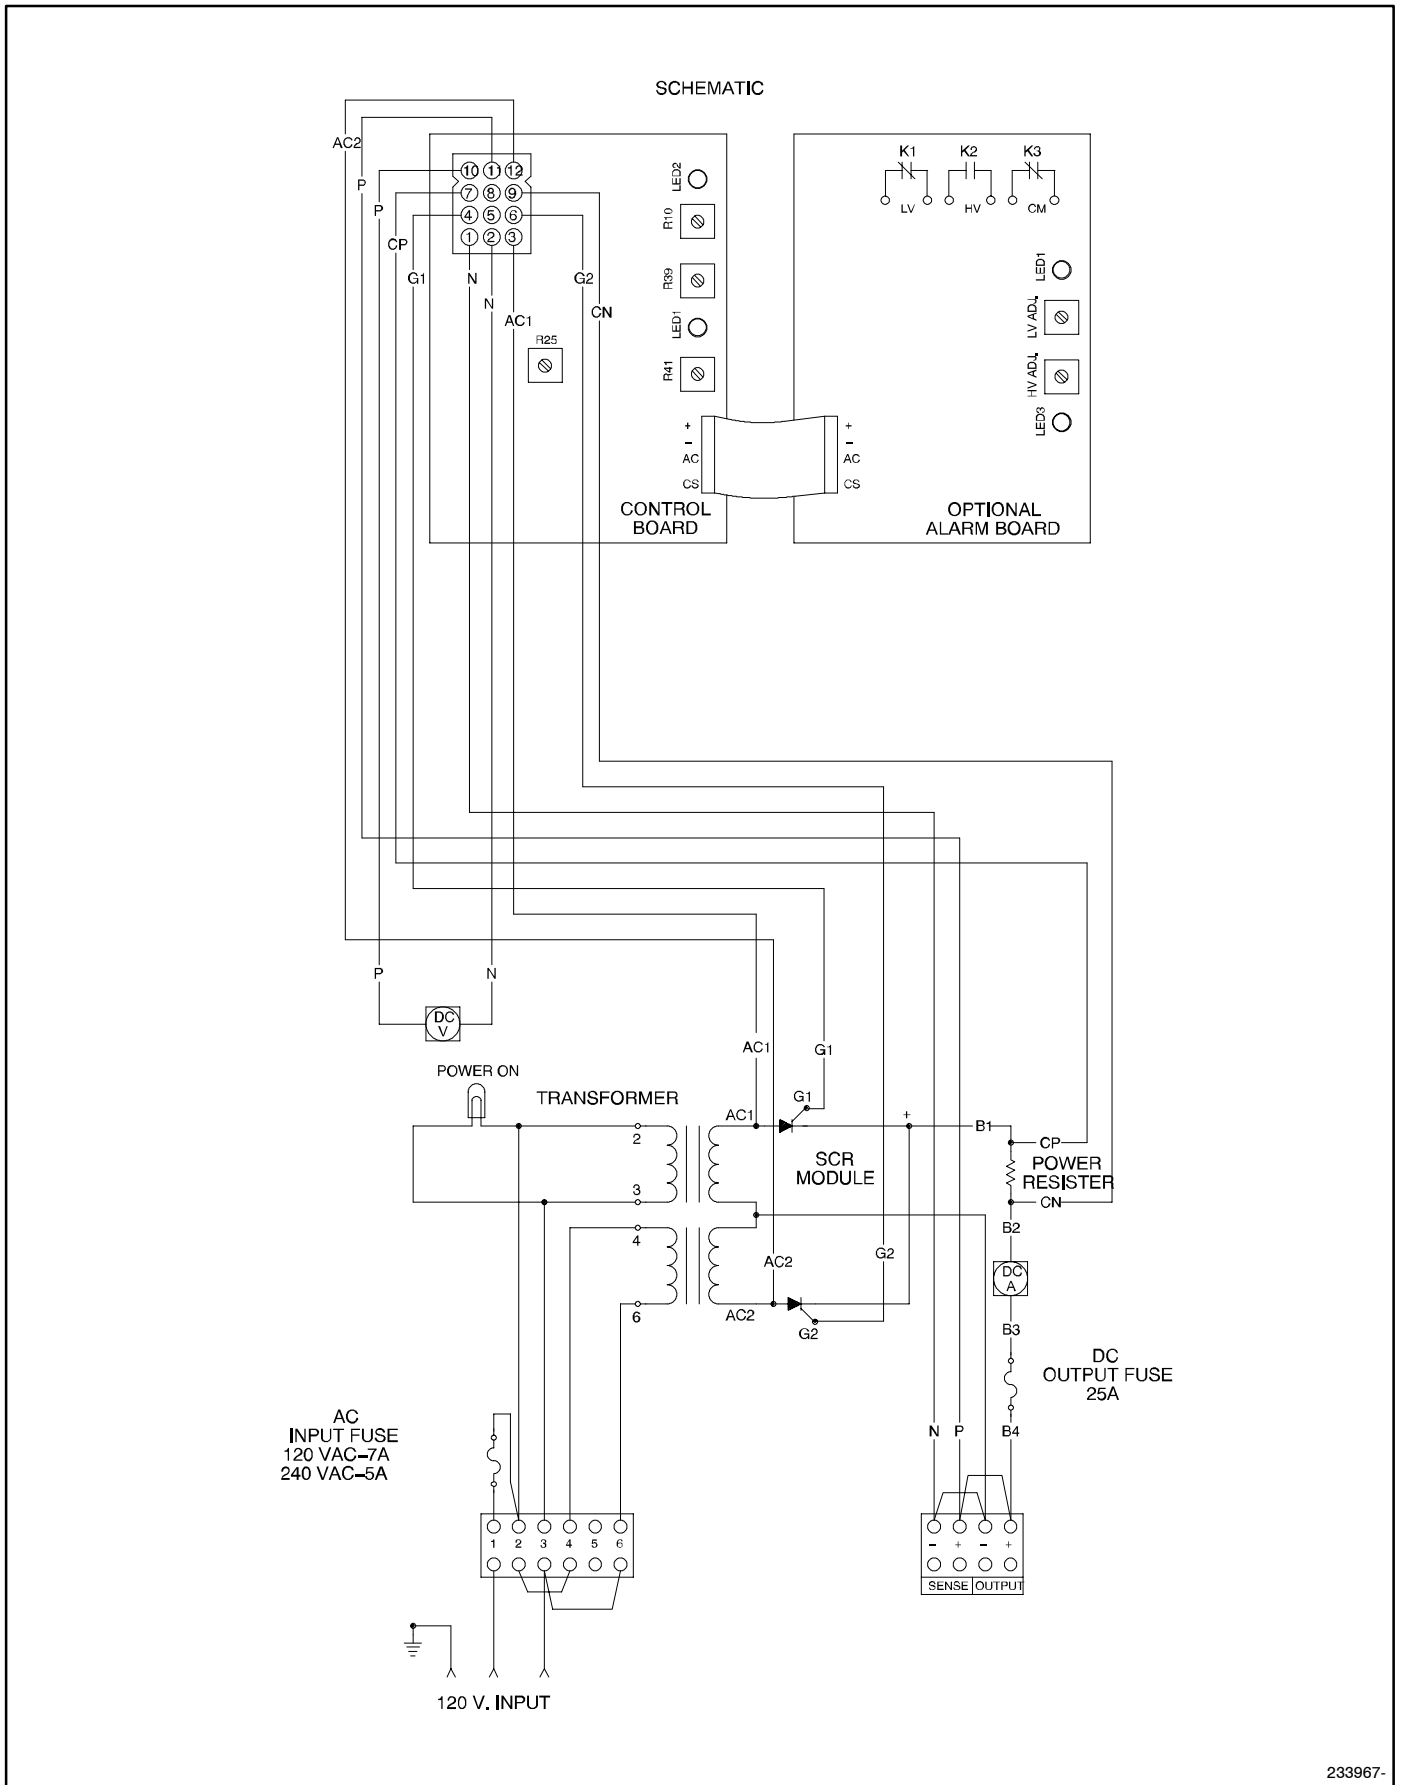 SCHEMATIC
AC2
P
P
CP
G1
N
N
AC1
G2
CN
10 11 12
7 8 9
4 5 6
1 2 3
LED2
R10
R39
LED1
R41
R25
+
–
AC
CS
CONTROL
BOARD
K1 K2 K3
LV HV CM
LED1
LV ADJ.
HV ADJ.
LED3
+
–
AC
CS
OPTIONAL
ALARM BOARD
P
N
DC
V
POWER ON
TRANSFORMER
AC1
G1
G1
AC1
2
3
4
6
SCR
MODULE
+
B1
CP
POWER
RESISTER
CN
B2
DC
A
B3
AC2
AC2
G2
G2
DC
OUTPUT FUSE
25A
N P B4
AC
INPUT FUSE
120 VAC–7A
240 VAC–5A
1 2 3 4 5 6
– + – +
SENSE OUTPUT
120 V. INPUT
233967-